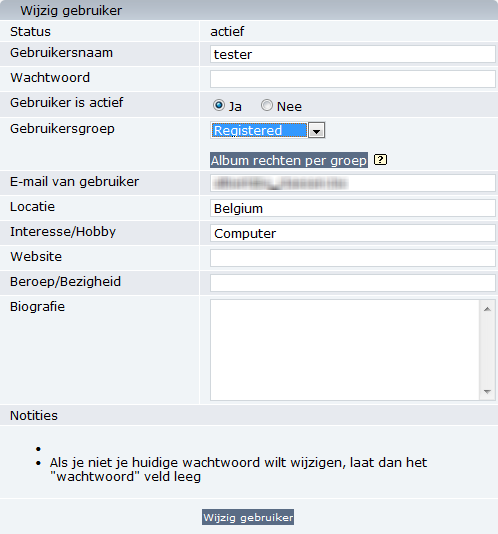 Wijzig gebruiker
Status actief
Gebruikersnaam tester
Wachtwoord
Gebruiker is actief Ja Nee
Gebruikersgroep Registered
Album rechten per groep ?
E-mail van gebruiker
Locatie Belgium
Interesse/Hobby Computer
Website
Beroep/Bezigheid
Biografie
Notities
Als je niet je huidige wachtwoord wilt wijzigen, laat dan het
"wachtwoord" veld leeg
Wijzig gebruiker